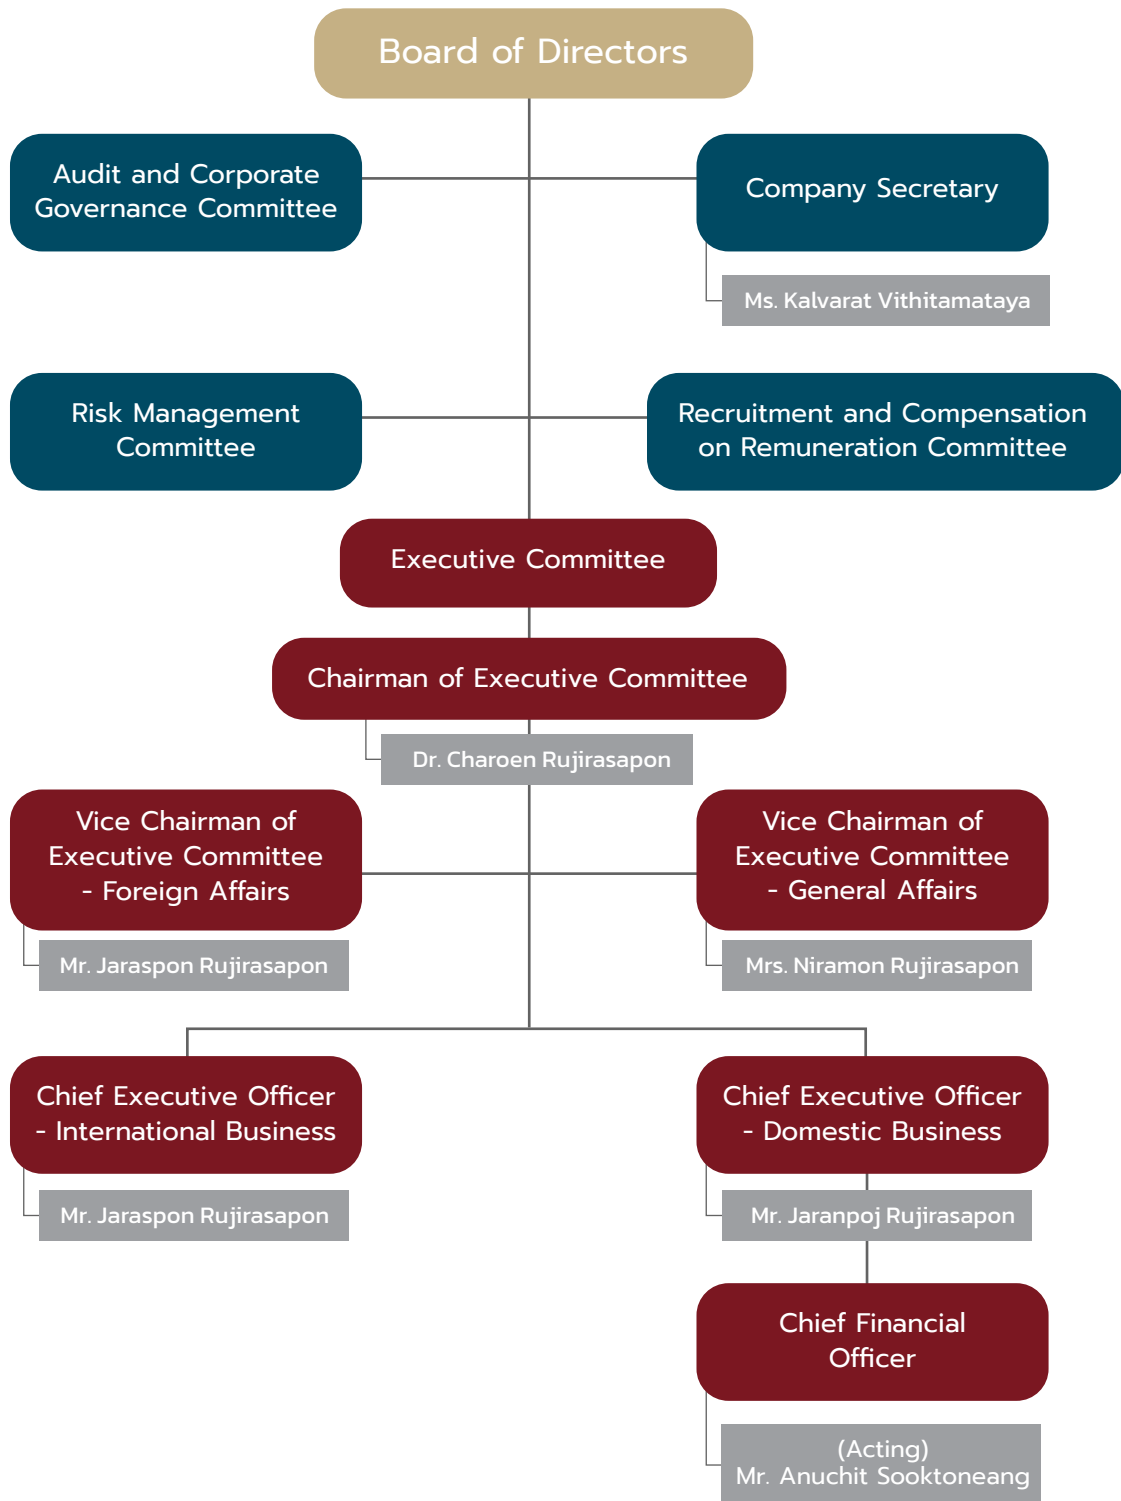 Board of Directors
Audit and Corporate
Governance Committee
Company Secretary
Ms. Kalvarat Vithitamataya
Risk Management
Committee
Recruitment and Compensation
on Remuneration Committee
Executive Committee
Chairman of Executive Committee
Dr. Charoen Rujirasapon
Vice Chairman of
Executive Committee
- Foreign Affairs
Mr. Jaraspon Rujirasapon
Vice Chairman of
Executive Committee
- General Affairs
Mrs. Niramon Rujirasapon
Chief Executive Officer
- International Business
Mr. Jaraspon Rujirasapon
Chief Executive Officer
- Domestic Business
Mr. Jaranpoj Rujirasapon
Chief Financial
Officer
(Acting)
Mr. Anuchit Sooktoneang